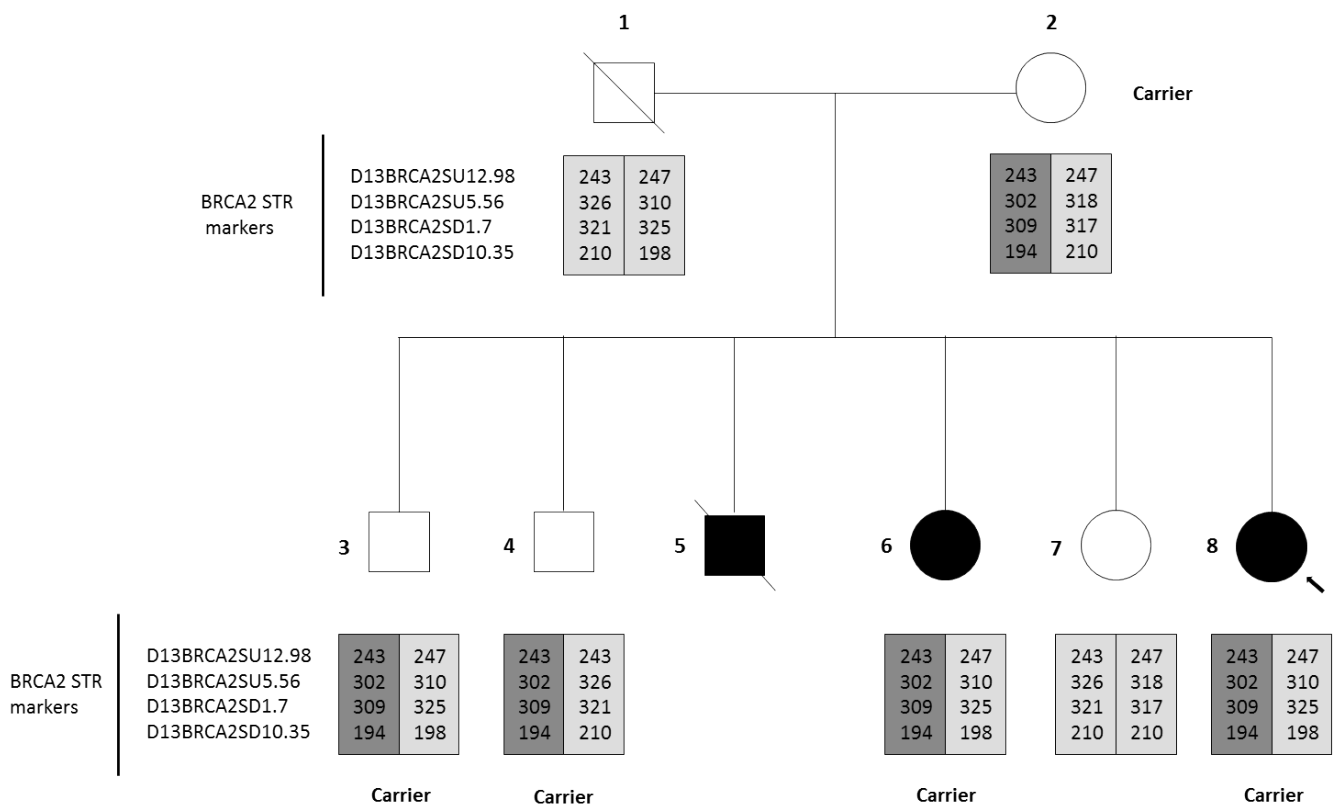 1 2
Carrier
BRCA2 STR
markers
D13BRCA2SU12.98 243 247 243 247
D13BRCA2SU5.56 326 310 302 318
D13BRCA2SD1.7 321 325 309 317
D13BRCA2SD10.35 210 198 194 210
3 4 5 6 7 8
BRCA2 STR
markers
D13BRCA2SU12.98 243 247 243 243 243 247 243 247 243 247
D13BRCA2SU5.56 302 310 302 326 302 310 326 318 302 310
D13BRCA2SD1.7 309 325 309 321 309 325 321 317 309 325
D13BRCA2SD10.35 194 198 194 210 194 198 210 210 194 198
Carrier Carrier Carrier Carrier